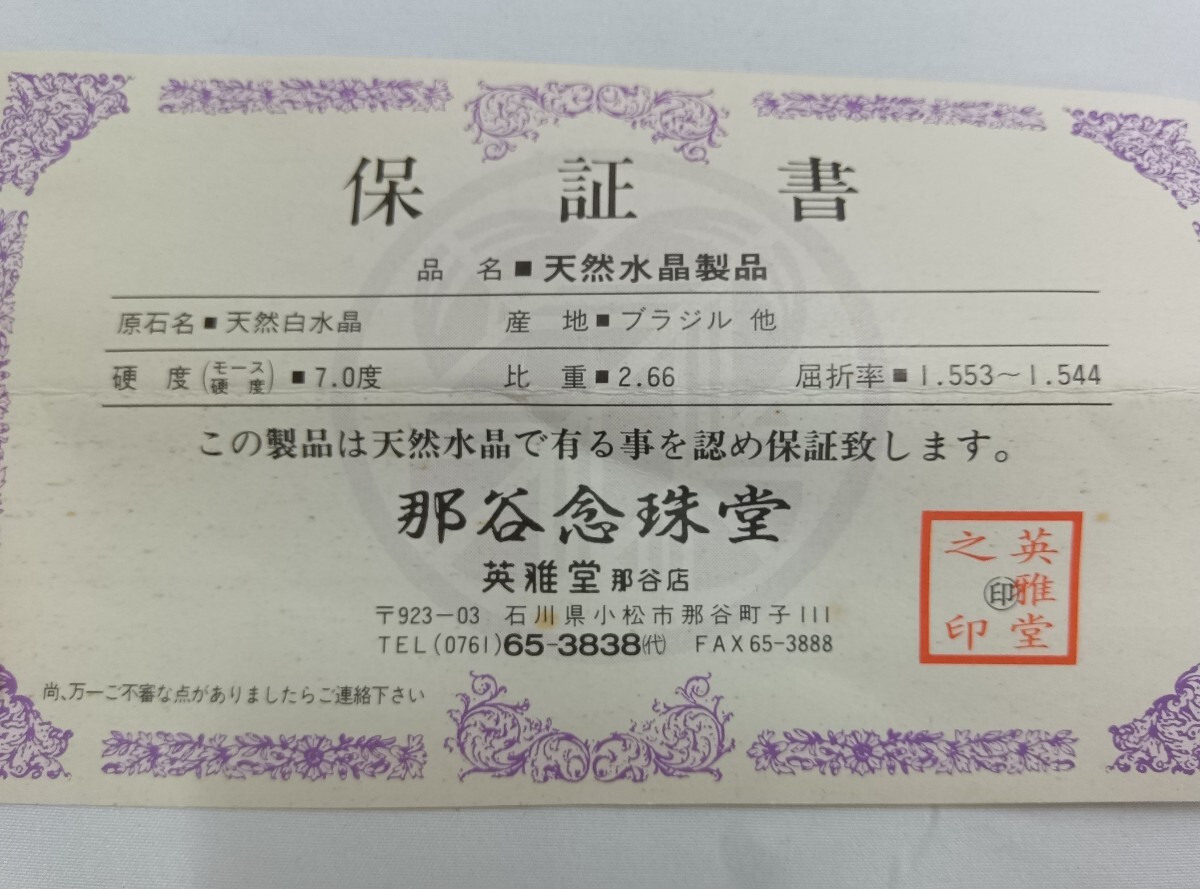 保証書
品 名 ■ 天然水晶製品
原石名 ■ 天然白水晶 産 地 ■ ブラジル 他
硬 度 (モース硬 度) ■ 7.0度 比 重 ■ 2.66 屈折率 ■ 1.553～1.544
この製品は天然水晶で有る事を認め保証致します。
那谷念珠堂
英雅堂 那谷店
〒923-03 石川県小松市那谷町子111
TEL(0761)65-3838㈹ FAX65-3888
英雅堂之印
㊞
尚、万一ご不審な点がありましたらご連絡下さい